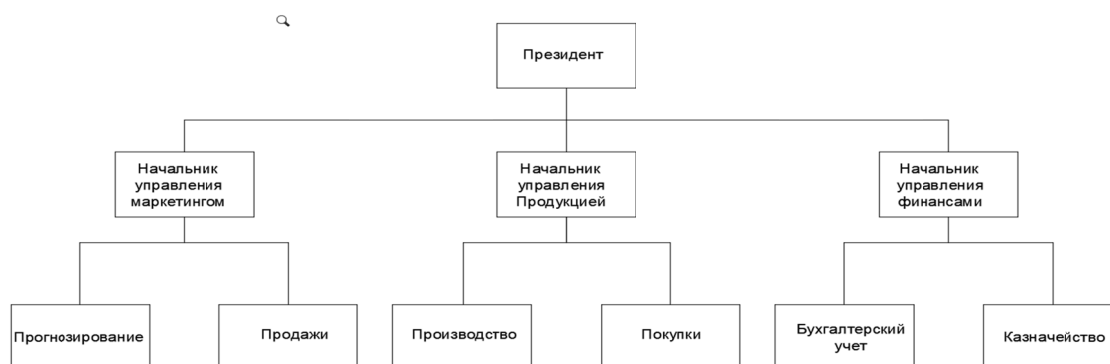 Президент
Начальник
управления
маркетингом
Начальник
управления
Продукцией
Начальник
управления
финансами
Прогнозирование
Продажи
Производство
Покупки
Бухгалтерский
учет
Казначейство